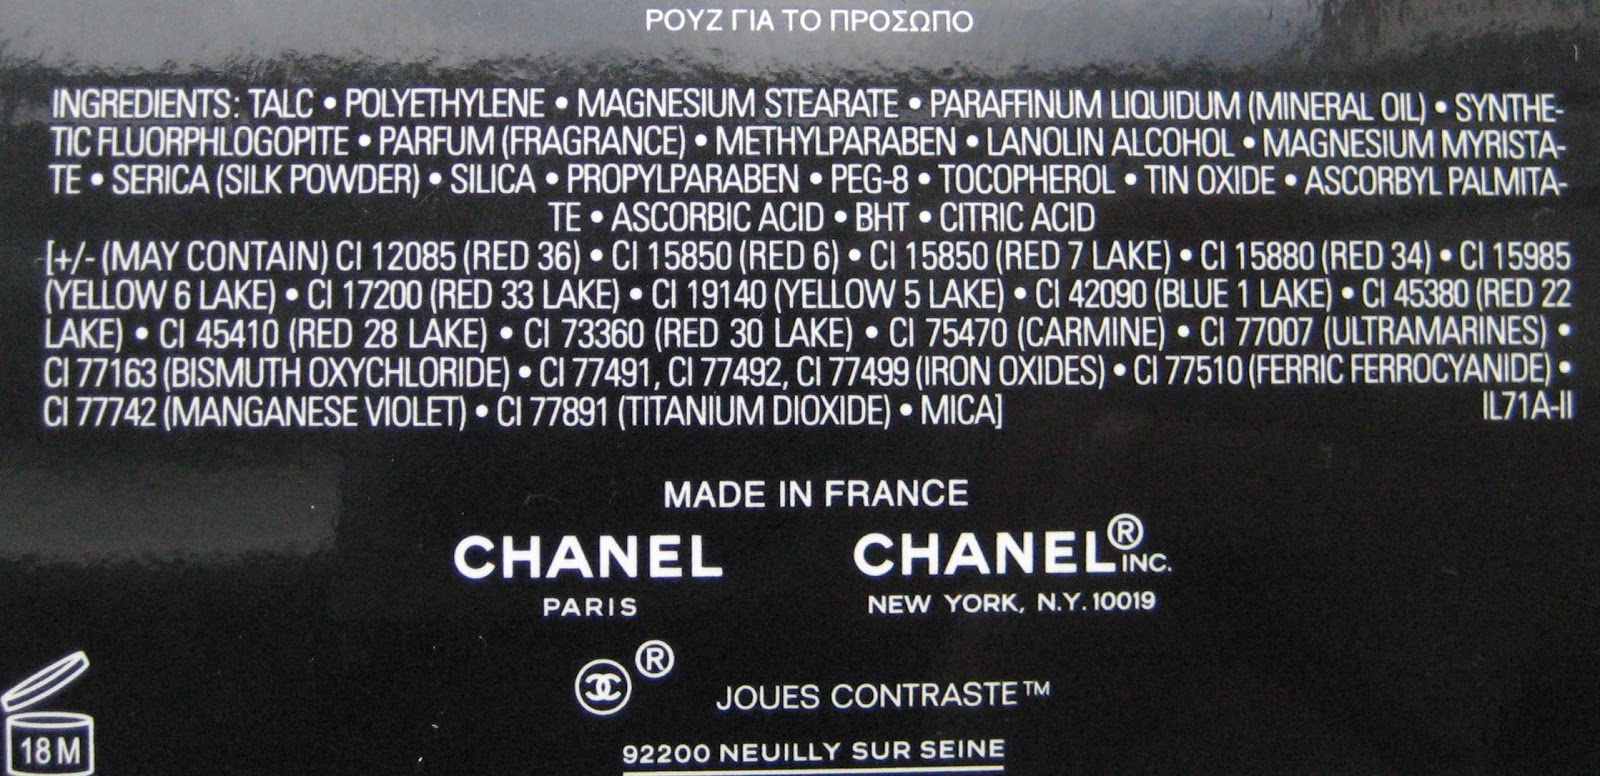 ΡΟΥΖ ΓΙΑ ΤΟ ΠΡΟΣΩΠΟ
INGREDIENTS: TALC • POLYETHYLENE • MAGNESIUM STEARATE • PARAFFINUM LIQUIDUM (MINERAL OIL) • SYNTHE-
TIC FLUORPHLOGOPITE • PARFUM (FRAGRANCE) • METHYLPARABEN • LANOLIN ALCOHOL • MAGNESIUM MYRISTA-
TE • SERICA (SILK POWDER) • SILICA • PROPYLPARABEN • PEG-8 • TOCOPHEROL • TIN OXIDE • ASCORBYL PALMITA-
TE • ASCORBIC ACID • BHT • CITRIC ACID
[+/- (MAY CONTAIN) CI 12085 (RED 36) • CI 15850 (RED 6) • CI 15850 (RED 7 LAKE) • CI 15880 (RED 34) • CI 15985
(YELLOW 6 LAKE) • CI 17200 (RED 33 LAKE) • CI 19140 (YELLOW 5 LAKE) • CI 42090 (BLUE 1 LAKE) • CI 45380 (RED 22
LAKE) • CI 45410 (RED 28 LAKE) • CI 73360 (RED 30 LAKE) • CI 75470 (CARMINE) • CI 77007 (ULTRAMARINES) •
CI 77163 (BISMUTH OXYCHLORIDE) • CI 77491, CI 77492, CI 77499 (IRON OXIDES) • CI 77510 (FERRIC FERROCYANIDE) •
CI 77742 (MANGANESE VIOLET) • CI 77891 (TITANIUM DIOXIDE) • MICA] IL71A-II
MADE IN FRANCE
CHANEL CHANEL® INC.
PARIS NEW YORK, N.Y. 10019
® JOUES CONTRASTE™
18 M
92200 NEUILLY SUR SEINE